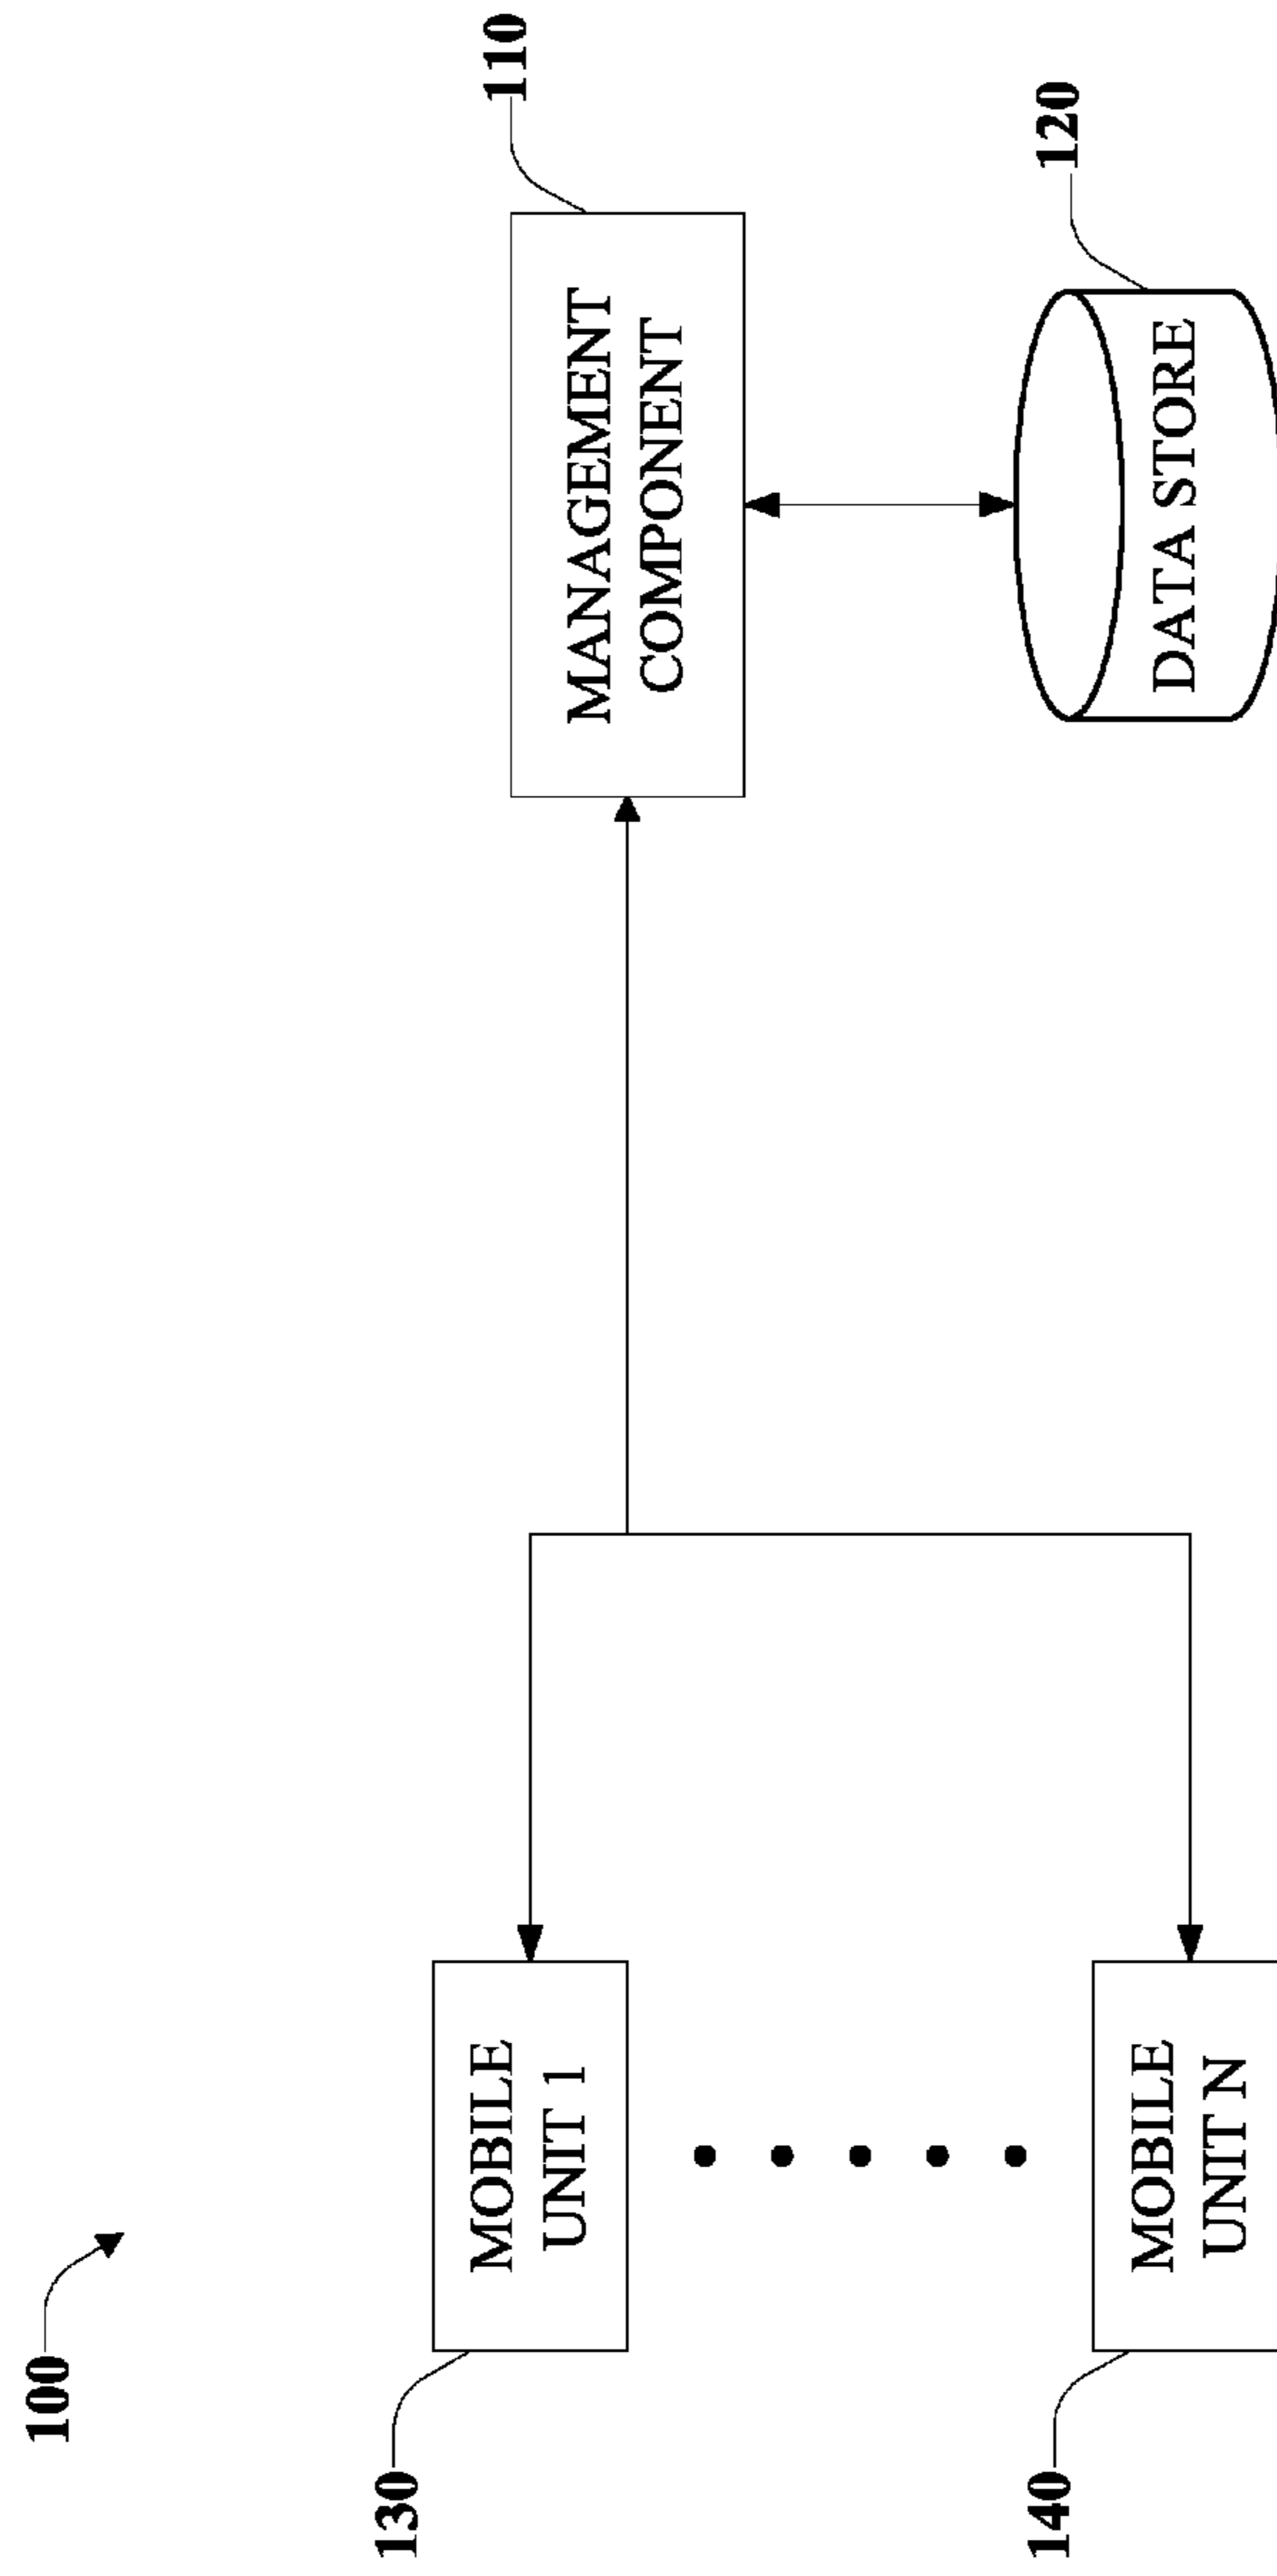 100
130
MOBILE
UNIT 1
140
MOBILE
UNIT N
110
MANAGEMENT
COMPONENT
120
DATA STORE